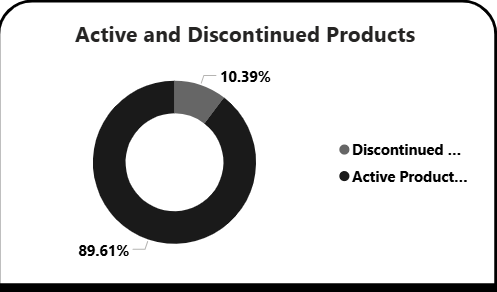 Active and Discontinued Products
10.39%
Discontinued ...
Active Product...
89.61%